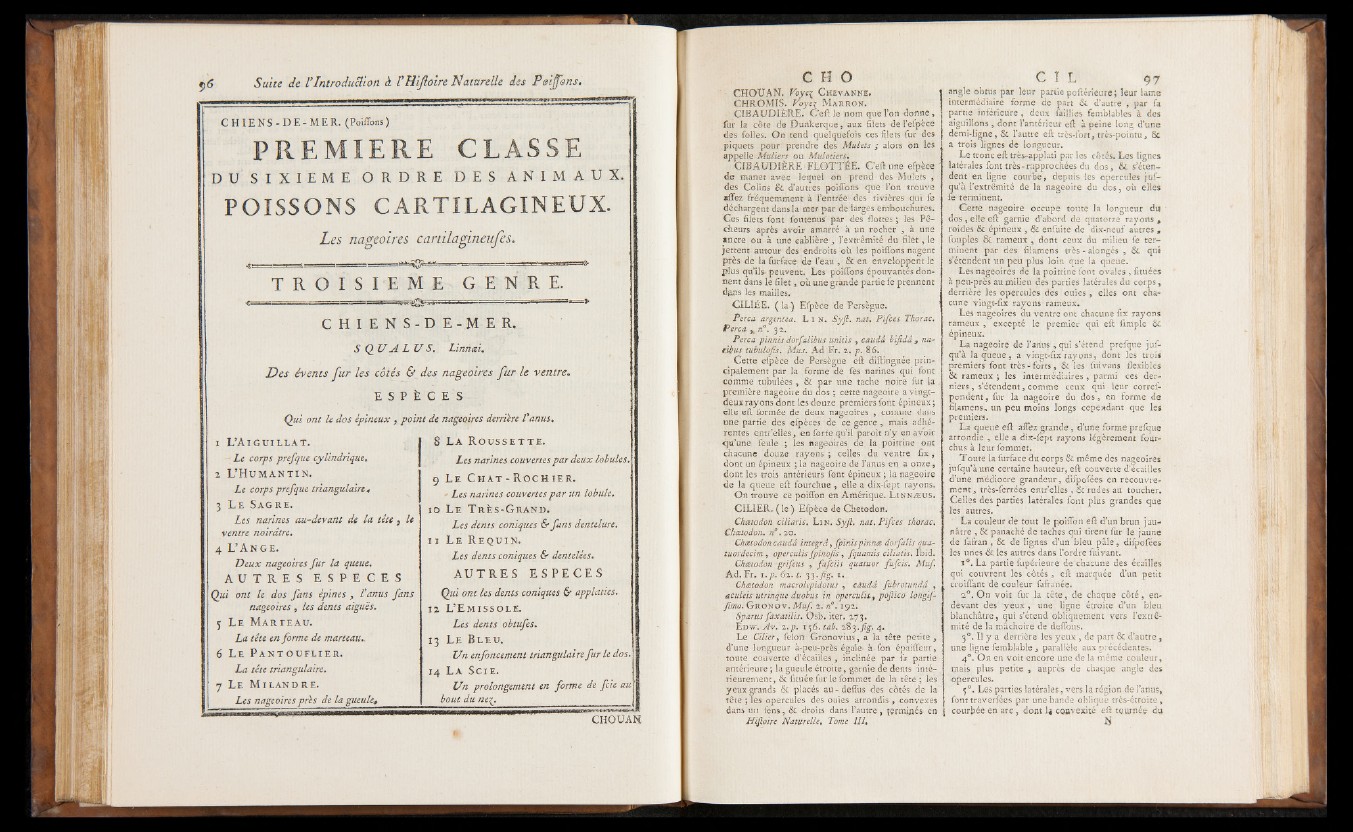 96 Suite de l'Introduction à l'Histoire Naturelle des Poissons.
CHIENS-DE-MER. (Poissons)
PREMIERE CLASSE
DU SIXIEME ORDRE DES ANIMAUX.
POISSONS CARTILAGINEUX.
Les nageoires cartilagineuses.
TROISIEME GENRE.
CHIENS-DE-MER.
SQUALUS. Linnæi.
Des évents sur les côtés & des nageoires sur le ventre.
ESPÈCES
Qui ont le dos épineux, point de nageoires derrière l'anus.
1 L'AIGUILLAT.
Le corps presque cylindrique.
2 L'HUMANTIN.
Le corps presque triangulaire.
3 LE SAGRE.
Les narines au-devant de la tête, le
ventre noirâtre.
4 L'ANGE.
Deux nageoires sur la queue.
AUTRES ESPECES
Qui ont le dos sans épines, l'anus sans
nageoires, les dents aiguës.
5 LE MARTEAU.
La tête en forme de marteau.
6 LE PANTOUFLIER.
La tête triangulaire.
7 LE MILANDRE.
Les nageoires près de la gueule.
8 LA ROUSSETTE.
Les narines couvertes par deux lobules.
9 LE CHAT-ROCHIER.
Les narines couvertes par un lobule.
10 LE TRÈS-GRAND.
Les dents coniques & sans dentelure.
11 LE REQUIN.
Les dents coniques & dentelées.
AUTRES ESPECES
Qui ont les dents coniques & applaties.
12 L'EMISSOLE.
Les dents obtuses.
13 LE BLEU.
Un enfoncement triangulaire sur le dos.
14 LA SCIE.
Un prolongement en forme de scie au
bout du nez.
CHOUAN
CHO
CHOUAN. Voyez CHEVANNE.
CHROMIS. Voyez MARRON.
CIBAUDIÈRE. C'est le nom que l'on donne,
sur la côte de Dunkerque, aux filets de l'espèce
des folles. On tend quelquefois ces filets sur des
piquets pour prendre des Mulets; alors on les
appelle Muliers ou Mulotiers.
CIBAUDIÈRE FLOTTÉE. C'est une espèce
de manet avec lequel on prend des Mulets,
des Colins & d'autres poissons que l'on trouve
assez fréquemment à l'entrée des rivières qui se
déchargent dans la mer par de larges embouchures.
Ces filets sont soutenus par des flottes; les Pê-
cheurs après avoir amarré à un rocher, à une
ancre ou à une cablière, l'extrêmité du filet, le
jettent autour des endroits où les poissons nagent
près de la surface de l'eau, & en enveloppent le
plus qu'ils peuvent. Les poissons épouvantés don-
nent dans le filet, où une grande partie se prennent
dans les mailles.
CILIÉE. (la) Espèce de Persègue.
Perca argentea. LIN. Syst. nat. Pisces Thorac.
Perca, n°. 32.
Perca pinnis dorsalibus unitis, caudâ bifidâ, na-
ribus tubulosis. Mus. Ad Fr. 2. p. 86.
Cette espèce de Persègue est distinguée prin-
cipalement par la forme de ses narines qui sont
comme tubulées, & par une tache noire sur la
première nageoire du dos; cette nageoire a vingt-
deux rayons dont les douze premiers sont épineux;
elle est formée de deux nageoires, comme dans
une partie des espèces de ce genre, mais adhé-
rentes entr'elles, en sorte qu'il paroît n'y en avoir
qu'une seule; les nageoires de la poitrine ont
chacune douze rayons; celles du ventre six,
dont un épineux; la nageoire de l'anus en a onze,
dont les trois antérieurs sont épineux; la nageoire
de la queue est fourchue, elle a dix-sept rayons.
On trouve ce poisson en Amérique. LINNÆUS.
CILIER. (le) Espèce de Chetodon.
Chætodon ciliaris. LIN. Syst. nat. Pisces thorac.
Chætodon. n°. 20.
Chætodon caudâ integrâ, spinis pinnæ dorsalis qua-
tuordecim, operculis spinosis, squamis ciliatis. Ibid.
Chætodon griseus, fasciis quatuor fuscis. Mus.
Ad. Fr. 1. p. 62. t. 33. fig. 1.
Chætodon macrolepidotus, caudâ subrotundâ,
aculeis utrinque duobus in operculis, postico longis-
simo. GRONOV. Mus. 2. n°. 192.
Sparus saxatilis. Osb. iter. 273.
EDW. Av. 2. p. 156. tab. 283. fig. 4.
Le Cilier, selon Gronovius, a la tête petite,
d'une longueur à-peu-près égale à son épaisseur,
toute couverte d'écailles, inclinée par sa partie
antérieure; la gueule étroite, garnie de dents inté-
rieurement, & située sur le sommet de la tête; les
yeux grands & placés au-dessus des côtés de la
tête; les opercules des ouies arrondis, convexes
dans un sens, & droits dans l'autre, terminés en
Histoire Naturelle. Tome III.
CIL 97
angle obtus par leur partie postérieure; leur lame
intermédiaire forme de part & d'autre, par sa
partie intérieure, deux saillies semblables à des
aiguillons, dont l'antérieur est à peine long d'une
demi-ligne, & l'autre est très-fort, très-pointu, &
a trois lignes de longueur.
Le tronc est très-applati par les côtés. Les lignes
latérales sont très-rapprochées du dos, & s'éten-
dent en ligne courbe, depuis les opercules jus-
qu'à l'extrémité de la nageoire du dos, où elles
se terminent.
Cette nageoire occupe toute la longueur du
dos, elle est garnie d'abord de quatorze rayons,
roides & épineux, & ensuite de dix-neuf autres,
souples & rameux, dont ceux du milieu se ter-
minent par des filamens très-alongés, & qui
s'étendent un peu plus loin que la queue.
Les nageoires de la poitrine sont ovales, situées
à peu-près au milieu des parties latérales du corps,
derrière les opercules des ouies, elles ont cha-
cune vingt-six rayons rameux.
Les nageoires du ventre ont chacune six rayons
rameux, excepté le premier qui est simple &
épineux.
La nageoire de l'anus, qui s'étend presque jus-
qu'à la queue, a vingt-six rayons, dont les trois
premiers sont très-forts, & les suivans flexibles
& rameux; les intermédiaires, parmi ces der-
niers, s'étendent, comme ceux qui leur corres-
pondent, sur la nageoire du dos, en forme de
filamens, un peu moins longs cependant que les
premiers.
La queue est assez grande, d'une forme presque
arrondie, elle a dix-sept rayons légèrement four-
chus à leur sommet.
Toute la surface du corps & même des nageoires
jusqu'à une certaine hauteur, est couverte d'écailles
d'une médiocre grandeur, disposées en recouvre-
ment, très-serrées entr'elles, & rudes au toucher.
Celles des parties latérales sont plus grandes que
les autres.
La couleur de tout le poisson est d'un brun jau-
nâtre, & panaché de taches qui tirent sur le jaune
de safran, & de lignes d'un bleu pâle, disposées
les unes & les autres dans l'ordre suivant.
1°. La partie supérieure de chacune des écailles
qui couvrent les côtés, est marquée d'un petit
croissant de couleur safranée.
2°. On voit sur la tête, de chaque côté, en-
devant des yeux, une ligne étroite d'un bleu
blanchâtre, qui s'étend obliquement vers l'extrê-
mité de la mâchoire de dessous.
3°. Il y a derrière les yeux, de part & d'autre,
une ligne semblable, parallèle aux précédentes.
4°. On en voit encore une de la même couleur,
mais plus petite, auprès de chaque angle des
opercules.
5°. Les parties latérales, vers la région de l'anus,
sont traversées par une bande oblique très-étroite,
courbée en arc, dont la convexité est tournée du
N